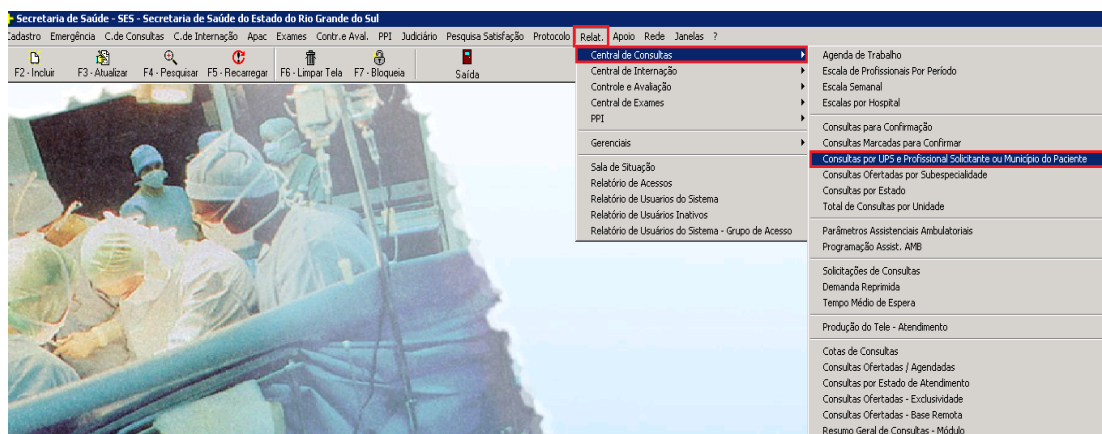 Secretaria de Saúde - SES - Secretaria de Saúde do Estado do Rio Grande do Sul
Cadastro Emergência C.de Consultas C.de Internação Apac Exames Contr.e Aval. PPI Judiciário Pesquisa Satisfação Protocolo Relat. Apoio Rede Janelas ?
F2 - Incluir F3 - Atualizar F4 - Pesquisar F5 - Recarregar F6 - Limpar Tela F7 - Bloqueia Saída
Central de Consultas
Central de Internação
Controle e Avaliação
Central de Exames
PPI
Gerenciais
Sala de Situação
Relatório de Acessos
Relatório de Usuarios do Sistema
Relatório de Usuários Inativos
Relatório de Usuários do Sistema - Grupo de Acesso
Agenda de Trabalho
Escala de Profissionais Por Período
Escala Semanal
Escalas por Hospital
Consultas para Confirmação
Consultas Marcadas para Confirmar
Consultas por UPS e Profissional Solicitante ou Município do Paciente
Consultas Ofertadas por Subespecialidade
Consultas por Estado
Total de Consultas por Unidade
Parâmetros Assistenciais Ambulatoriais
Programação Assist. AMB
Solicitações de Consultas
Demanda Reprimida
Tempo Médio de Espera
Produção do Tele - Atendimento
Cotas de Consultas
Consultas Ofertadas / Agendadas
Consultas por Estado de Atendimento
Consultas Ofertadas - Exclusividade
Consultas Ofertadas - Base Remota
Resumo Geral de Consultas - Módulo